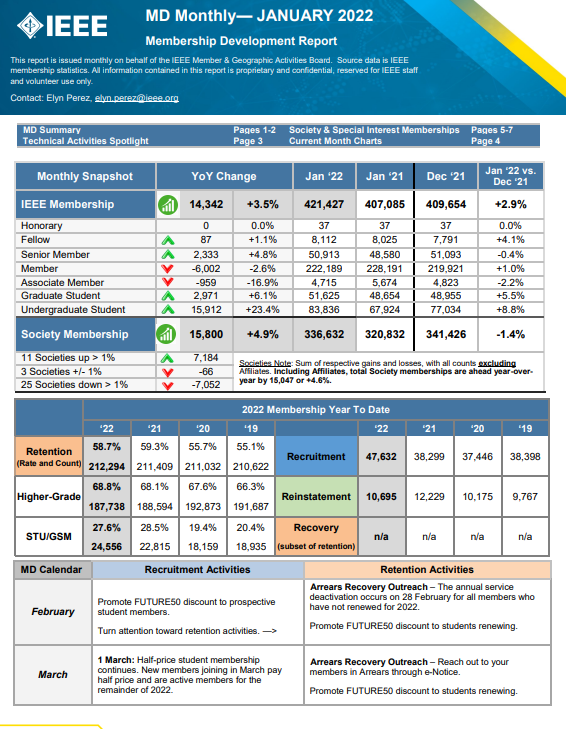 IEEE
MD Monthly— JANUARY 2022
Membership Development Report
This report is issued monthly on behalf of the IEEE Member & Geographic Activities Board. Source data is IEEE
membership statistics. All information contained in this report is proprietary and confidential, reserved for IEEE staff
and volunteer use only.
Contact: Elyn Perez, elyn.perez@ieee.org
MD Summary Pages 1-2 Society & Special Interest Memberships Pages 5-7
Technical Activities Spotlight Page 3 Current Month Charts Page 4
Monthly Snapshot YoY Change Jan ‘22 Jan ‘21 Dec ‘21 Jan ‘22 vs. Dec ‘21
IEEE Membership 14,342 +3.5% 421,427 407,085 409,654 +2.9%
Honorary 0 0.0% 37 37 37 0.0%
Fellow 87 +1.1% 8,112 8,025 7,791 +4.1%
Senior Member 2,333 +4.8% 50,913 48,580 51,093 -0.4%
Member -6,002 -2.6% 222,189 228,191 219,921 +1.0%
Associate Member -959 -16.9% 4,715 5,674 4,823 -2.2%
Graduate Student 2,971 +6.1% 51,625 48,654 48,955 +5.5%
Undergraduate Student 15,912 +23.4% 83,836 67,924 77,034 +8.8%
Society Membership 15,800 +4.9% 336,632 320,832 341,426 -1.4%
11 Societies up > 1% 7,184
3 Societies +/- 1% -66
25 Societies down > 1% -7,052
Societies Note: Sum of respective gains and losses, with all counts excluding
Affiliates. Including Affiliates, total Society memberships are ahead year-over-
year by 15,047 or +4.6%.
2022 Membership Year To Date
‘22 ‘21 ‘20 ‘19 ‘22 ‘21 ‘20 ‘19
Retention
(Rate and Count)
58.7% 59.3% 55.7% 55.1%
212,294 211,409 211,032 210,622
Recruitment 47,632 38,299 37,446 38,398
Higher-Grade
68.8% 68.1% 67.6% 66.3%
187,738 188,594 192,873 191,687
Reinstatement 10,695 12,229 10,175 9,767
STU/GSM
27.6% 28.5% 19.4% 20.4%
24,556 22,815 18,159 18,935
Recovery
(subset of retention)
n/a n/a n/a n/a
MD Calendar Recruitment Activities Retention Activities
February
Promote FUTURE50 discount to prospective
student members.
Turn attention toward retention activities. —>
Arrears Recovery Outreach – The annual service
deactivation occurs on 28 February for all members who
have not renewed for 2022.
Promote FUTURE50 discount to students renewing.
March
1 March: Half-price student membership
continues. New members joining in March pay
half price and are active members for the
remainder of 2022.
Arrears Recovery Outreach – Reach out to your
members in Arrears through e-Notice.
Promote FUTURE50 discount to students renewing.